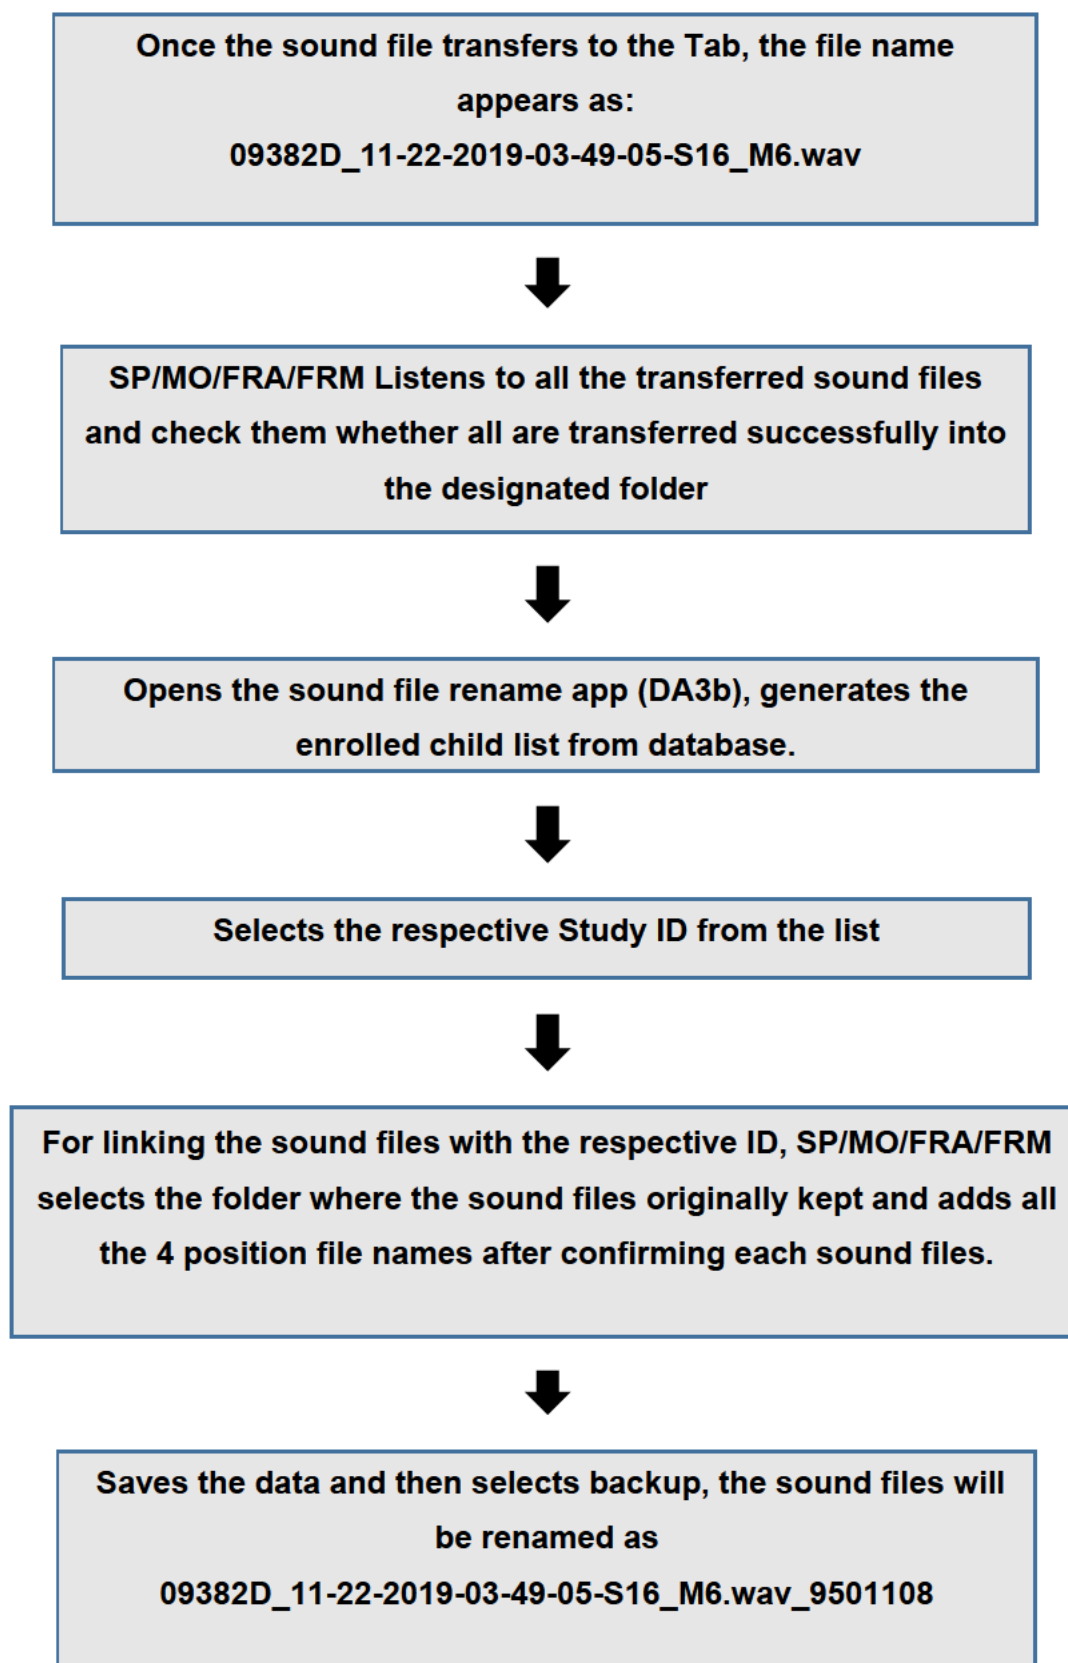 Once the sound file transfers to the Tab, the file name
appears as:
09382D_11-22-2019-03-49-05-S16_M6.wav
SP/MO/FRA/FRM Listens to all the transferred sound files
and check them whether all are transferred successfully into
the designated folder
Opens the sound file rename app (DA3b), generates the
enrolled child list from database.
Selects the respective Study ID from the list
For linking the sound files with the respective ID, SP/MO/FRA/FRM
selects the folder where the sound files originally kept and adds all
the 4 position file names after confirming each sound files.
Saves the data and then selects backup, the sound files will
be renamed as
09382D_11-22-2019-03-49-05-S16_M6.wav_9501108